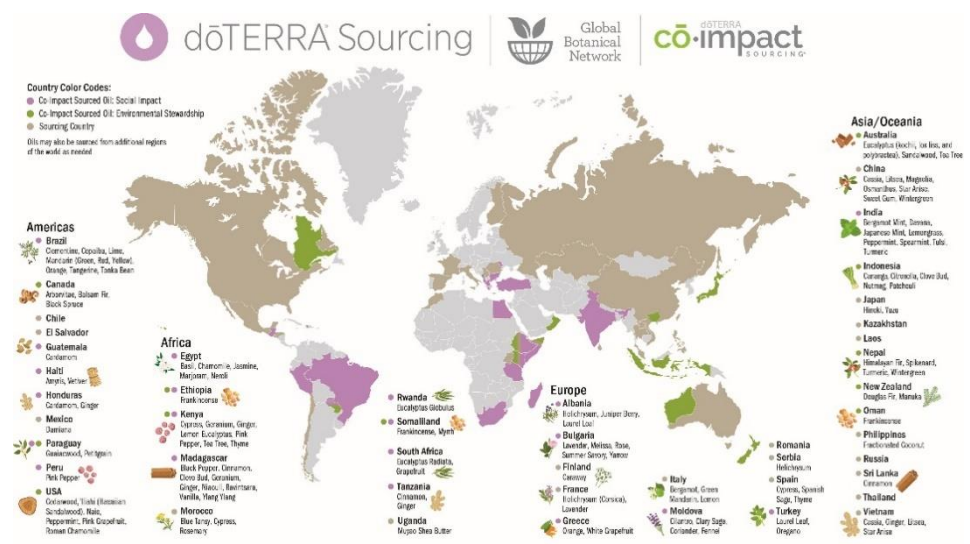 dōTERRA Sourcing
Global
Botanical
Network
dōTERRA
cō•impact
SOURCING
Country Color Codes:
Co-Impact Sourced Oil: Social Impact
Co-Impact Sourced Oil: Environmental Stewardship
Sourcing Country
Oils may also be sourced from additional regions
of the world as needed
Americas
Brazil
Clementine, Copaiba, Lime,
Mandarin (Green, Red, Yellow),
Orange, Tangerine, Tonka Bean
Canada
Arborvitae, Balsam Fir,
Black Spruce
Chile
El Salvador
Guatemala
Cardamom
Haiti
Amyris, Vetiver
Honduras
Cardamom, Ginger
Mexico
Damiana
Paraguay
Guaiacwood, Petitgrain
Peru
Pink Pepper
USA
Cedarwood, (Hawaiian
Sandalwood),
Peppermint, Pink Grapefruit,
Roman Chamomile
Africa
Egypt
Basil, Chamomile, Jasmine,
Marjoram, Neroli
Ethiopia
Frankincense
Kenya
Cypress, Geranium, Ginger,
Lemon Eucalyptus, Pink
Pepper, Tea Tree, Thyme
Madagascar
Black Pepper, Cinnamon,
Clove Bud, Geranium,
Ginger, Niaouli, Ravintsara,
Vanilla, Ylang Ylang
Morocco
Blue Tansy, Cypress,
Rosemary
Rwanda
Eucalyptus Globulus
Somaliland
Frankincense, Myrrh
South Africa
Eucalyptus Radiata,
Grapefruit
Tanzania
Cinnamon,
Ginger
Uganda
Shea Butter
Europe
Albania
Helichrysum, Juniper Berry,
Laurel Leaf
Bulgaria
Lavender, Melissa, Rose,
Summer Savory, Yarrow
Finland
Caraway
France
Helichrysum (Corsica),
Lavender
Greece
Orange, White Grapefruit
Italy
Bergamot, Green
Mandarin, Lemon
Moldova
Cilantro, Clary Sage,
Coriander, Fennel
Romania
Serbia
Helichrysum
Spain
Cypress, Spanish
Sage, Thyme
Turkey
Laurel Leaf,
Oregano
Asia/Oceania
Australia
Eucalyptus (kochii, lox liss, and
polybractea), Sandalwood, Tea Tree
China
Cassia, Litsea, Magnolia,
Osmanthus, Star Anise,
Sweet Gum, Wintergreen
India
Bergamot Mint, Davana,
Japanese Mint, Lemongrass,
Peppermint, Spearmint, Tulsi,
Turmeric
Indonesia
Cananga, Citronella, Clove Bud,
Nutmeg, Patchouli
Japan
Hinoki, Yuzu
Kazakhstan
Laos
Nepal
Himalayan Fir, Spikenard,
Turmeric, Wintergreen
New Zealand
Douglas Fir, Manuka
Oman
Frankincense
Philippines
Fractionated Coconut
Russia
Sri Lanka
Cinnamon
Thailand
Vietnam
Cassia, Ginger, Litsea,
Star Anise